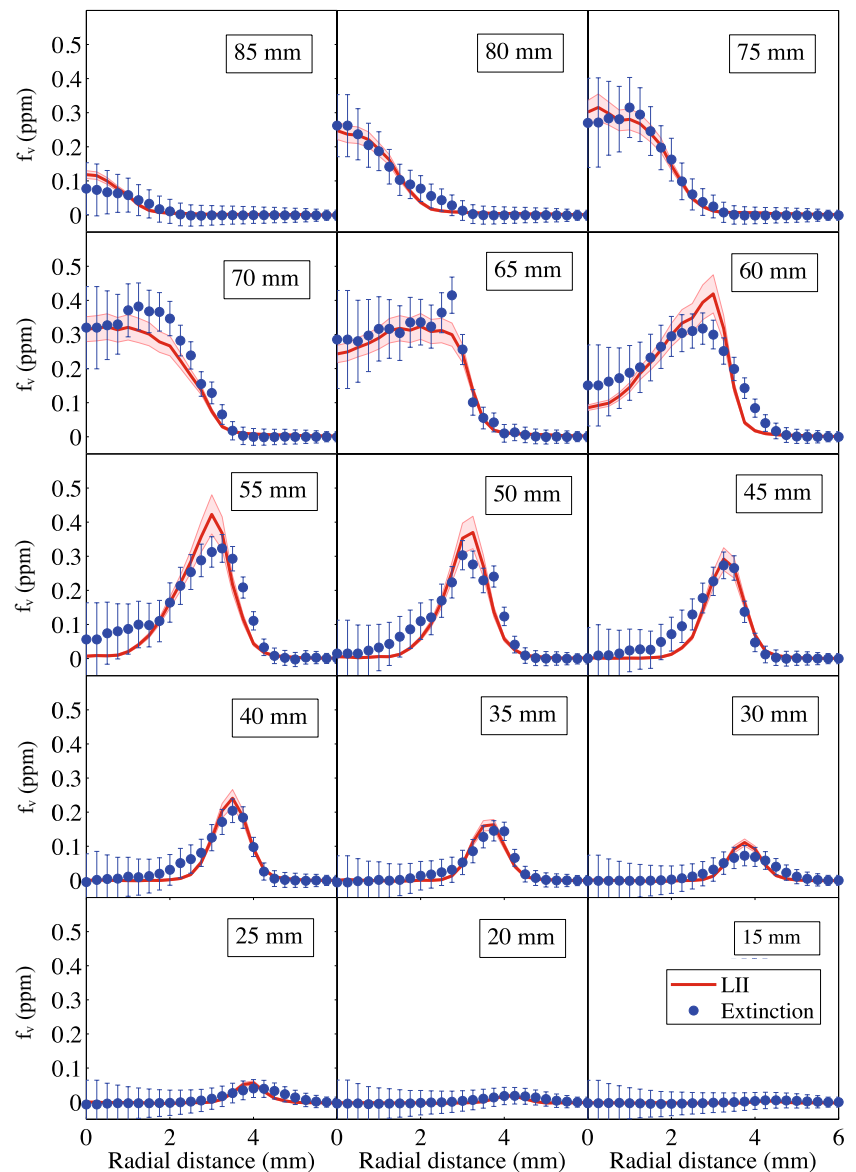 85 mm
80 mm
75 mm
f_v (ppm)
0.5
0.4
0.3
0.2
0.1
0
70 mm
65 mm
60 mm
f_v (ppm)
0.5
0.4
0.3
0.2
0.1
0
55 mm
50 mm
45 mm
f_v (ppm)
0.5
0.4
0.3
0.2
0.1
0
40 mm
35 mm
30 mm
f_v (ppm)
0.5
0.4
0.3
0.2
0.1
0
25 mm
20 mm
15 mm
f_v (ppm)
0.5
0.4
0.3
0.2
0.1
0
LII
Extinction
0 2 4 0 2 4 0 2 4 6
Radial distance (mm) Radial distance (mm) Radial distance (mm)